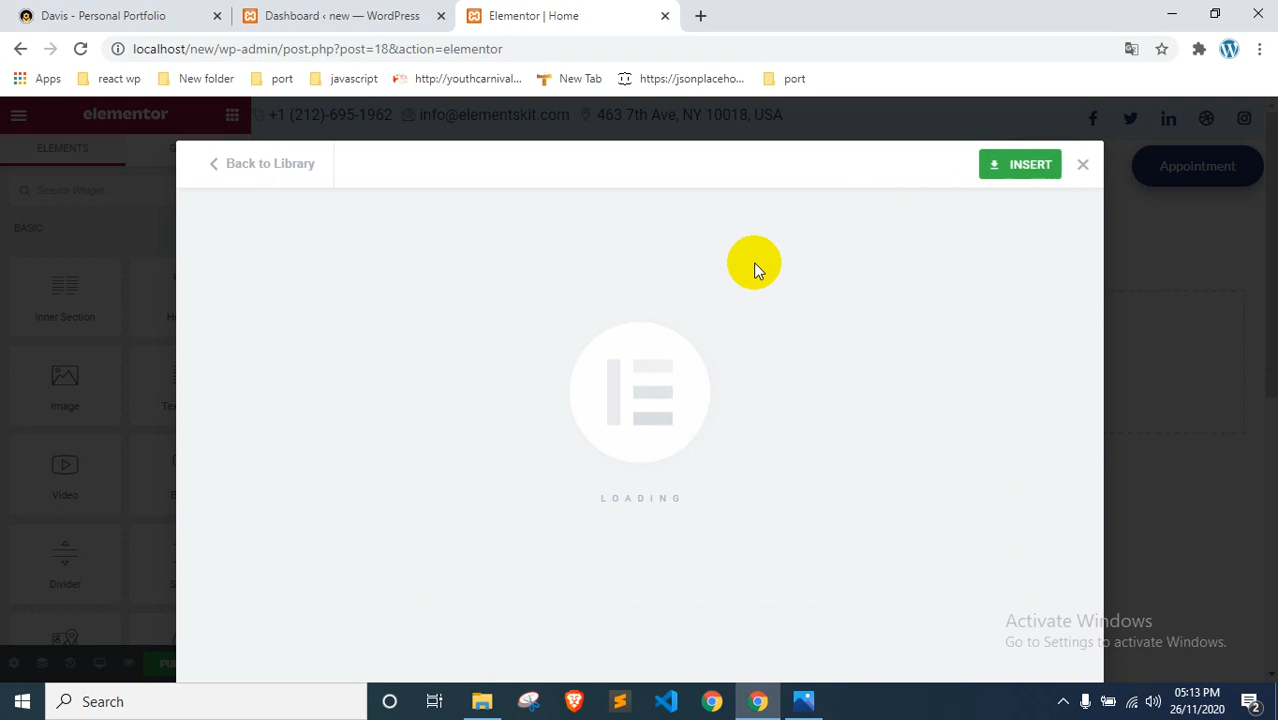 Davis - Personal Portfolio
Dashboard ‹ new — WordPress
Elementor | Home
localhost/new/wp-admin/post.php?post=18&action=elementor
Apps
react wp
New folder
port
javascript
http://youthcarnival...
New Tab
https://jsonplaceho...
port
elementor
+1 (212)-695-1962
info@elementskit.com
463 7th Ave, NY 10018, USA
ELEMENTS
Back to Library
INSERT
Appointment
Search Widget...
BASIC
Inner Section
Image
Video
Divider
LOADING
Activate Windows
Go to Settings to activate Windows.
Search
05:13 PM
26/11/2020
2